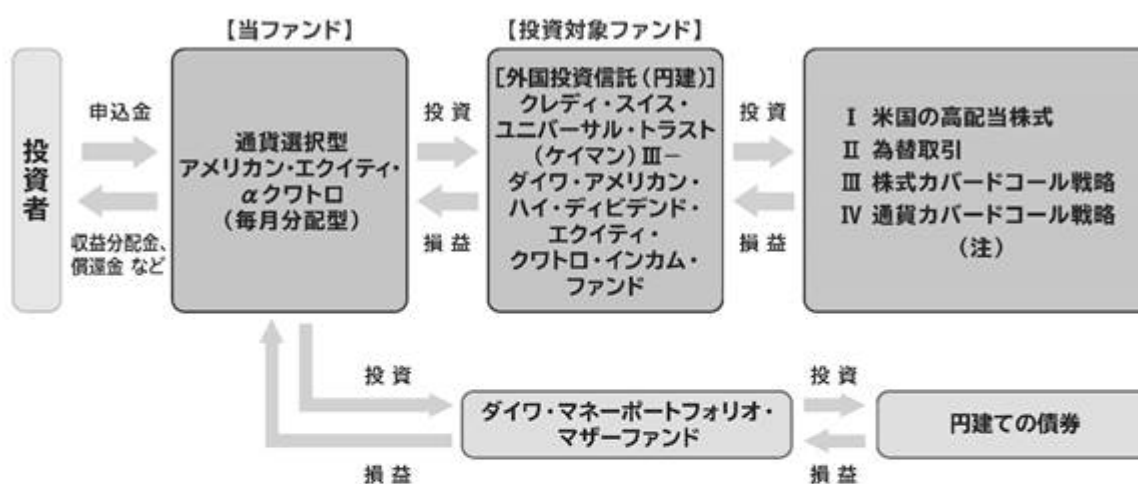 【当ファンド】
【投資対象ファンド】
投資者
申込金
収益分配金、
償還金 など
通貨選択型
アメリカン・エクイティ・
αクワトロ
（毎月分配型）
投 資
損 益
［外国投資信託（円建）］
クレディ・スイス・
ユニバーサル・トラスト
（ケイマン）Ⅲ－
ダイワ・アメリカン・
ハイ・ディビデンド・
エクイティ・
クワトロ・インカム・
ファンド
投 資
損 益
Ⅰ 米国の高配当株式
Ⅱ 為替取引
Ⅲ 株式カバードコール戦略
Ⅳ 通貨カバードコール戦略
（注）
投 資
損 益
ダイワ・マネーポートフォリオ・
マザーファンド
投 資
損 益
円建ての債券